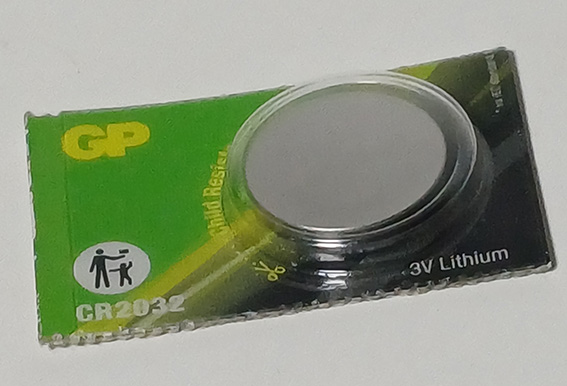 GP
Child Resist
CR2032
3V Lithium